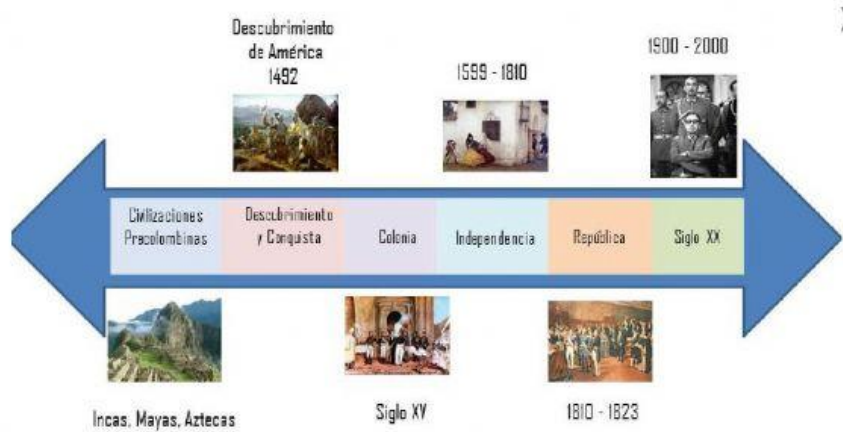 Descubrimiento
de América
1492
1599 - 1810
1900 - 2000
Civilizaciones
Precolombinas
Descubrimiento
y Conquista
Colonia
Independencia
República
Siglo XX
Incas, Mayas, Aztecas
Siglo XV
1810 - 1823